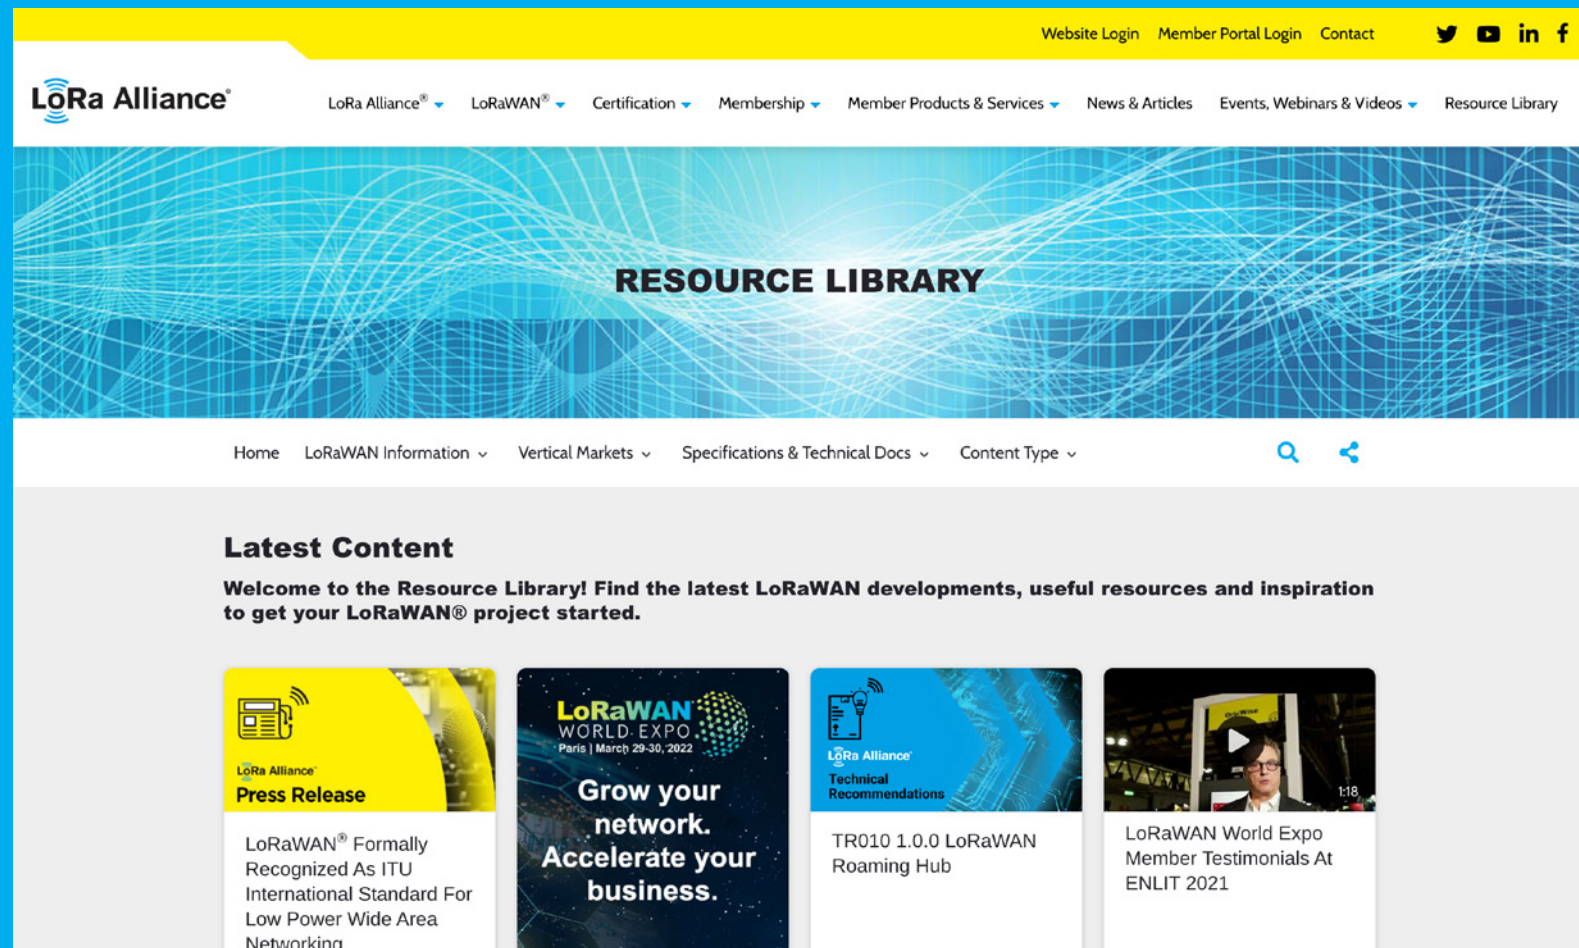 Website Login Member Portal Login Contact
LoRa Alliance®
LoRa Alliance® LoRaWAN® Certification Membership Member Products & Services News & Articles Events, Webinars & Videos Resource Library
RESOURCE LIBRARY
Home LoRaWAN Information Vertical Markets Specifications & Technical Docs Content Type
Latest Content
Welcome to the Resource Library! Find the latest LoRaWAN developments, useful resources and inspiration
to get your LoRaWAN® project started.
LoRa Alliance
Press Release
LoRaWAN® Formally
Recognized As ITU
International Standard For
Low Power Wide Area
Networking
LoRaWAN
WORLD EXPO
Paris | March 29-30, 2022
Grow your
network.
Accelerate your
business.
LoRa Alliance
Technical
Recommendations
TR010 1.0.0 LoRaWAN
Roaming Hub
1:18
LoRaWAN World Expo
Member Testimonials At
ENLIT 2021